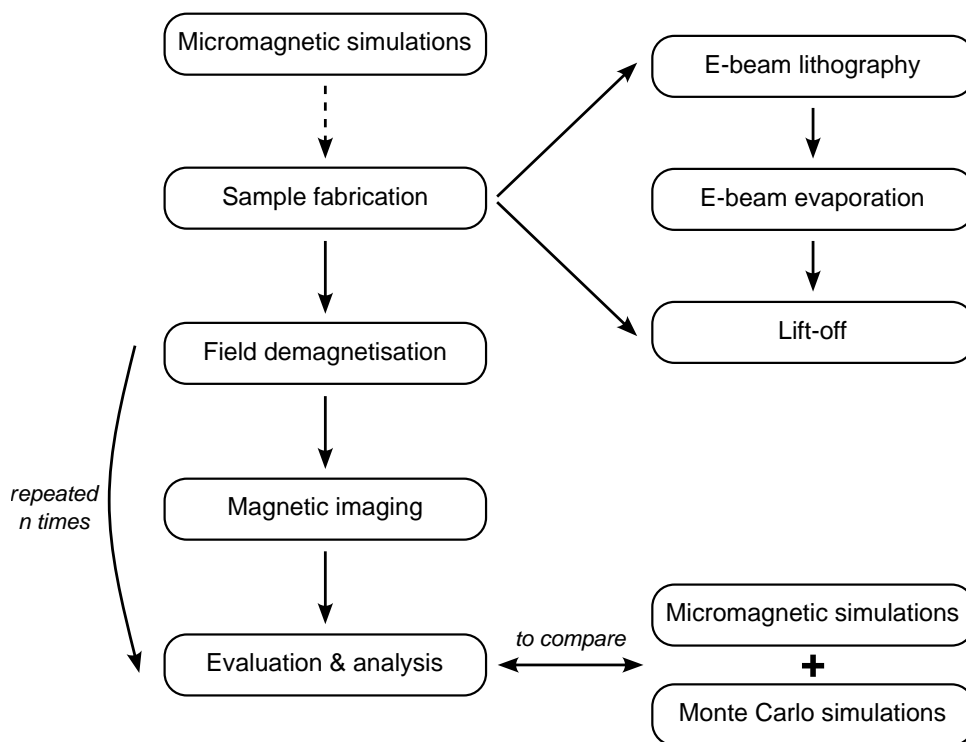 Micromagnetic simulations
E-beam lithography
Sample fabrication
E-beam evaporation
Field demagnetisation
Lift-off
repeated
n times
Magnetic imaging
Evaluation & analysis
to compare
Micromagnetic simulations
+
Monte Carlo simulations